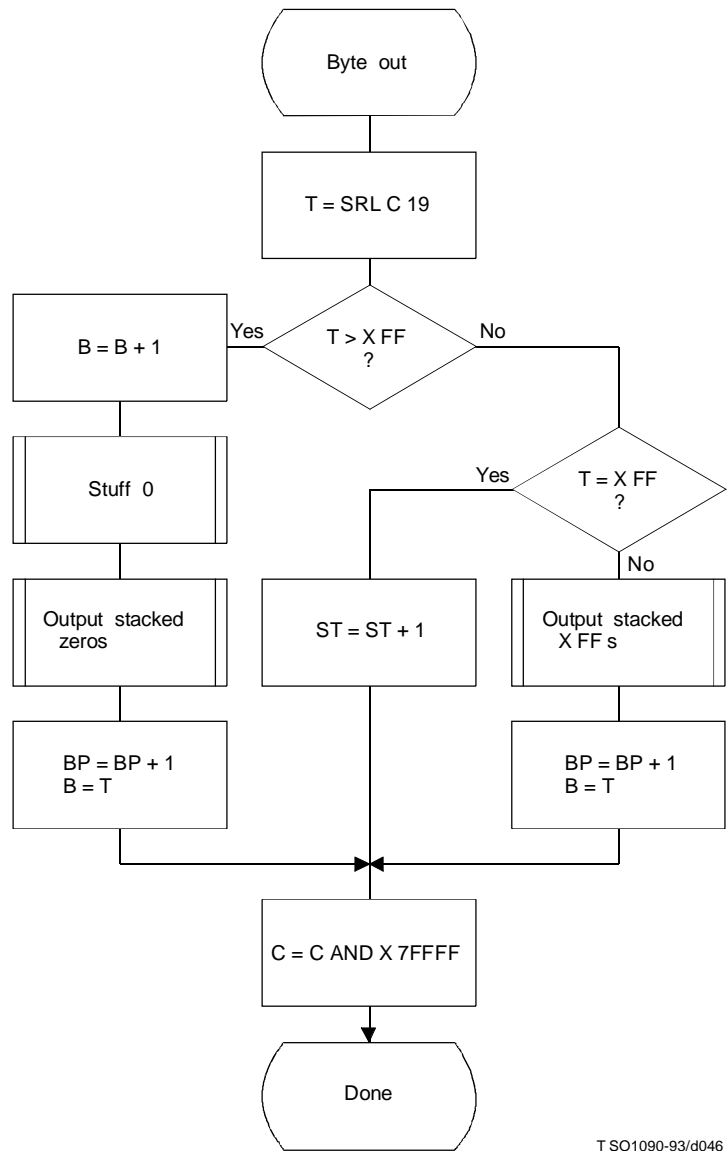 Byte out
T = SRL C 19
T > X FF
?
Yes
No
B = B + 1
Stuff 0
Output stacked
zeros
BP = BP + 1
B = T
T = X FF
?
Yes
No
ST = ST + 1
Output stacked
X FF s
BP = BP + 1
B = T
C = C AND X 7FFFF
Done
T SO1090-93/d046